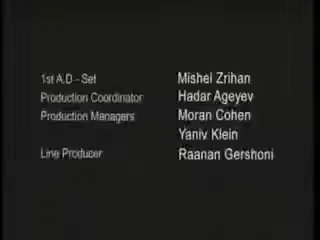 1st A.D - Set Mishel Zrihan
Production Coordinator Hadar Ageyev
Production Managers Moran Cohen
Yaniv Klein
Line Producer Raanan Gershoni